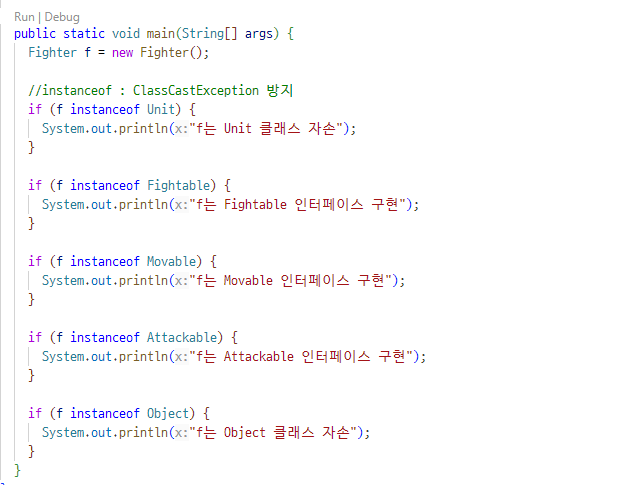 Run | Debug
public static void main(String[] args) {
Fighter f = new Fighter();
//instanceof : ClassCastException 방지
if (f instanceof Unit) {
System.out.println(x:"f는 Unit 클래스 자손");
}
if (f instanceof Fightable) {
System.out.println(x:"f는 Fightable 인터페이스 구현");
}
if (f instanceof Movable) {
System.out.println(x:"f는 Movable 인터페이스 구현");
}
if (f instanceof Attackable) {
System.out.println(x:"f는 Attackable 인터페이스 구현");
}
if (f instanceof Object) {
System.out.println(x:"f는 Object 클래스 자손");
}
}